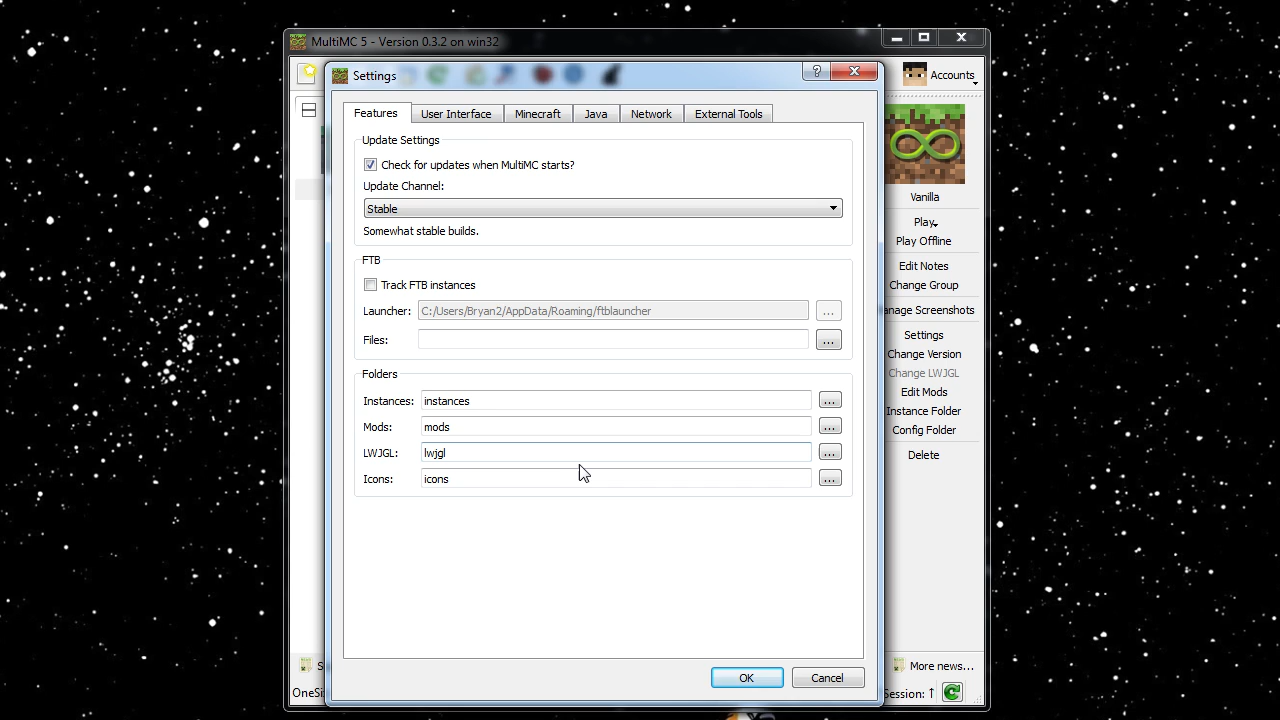 MultiMC 5 - Version 0.3.2 on win32
Settings
Accounts
Features
User Interface
Minecraft
Java
Network
External Tools
Update Settings
Check for updates when MultiMC starts?
Update Channel:
Stable
Somewhat stable builds.
FTB
Track FTB instances
Launcher: C:/Users/Bryan2/AppData/Roaming/ftblauncher ...
Files: ...
Folders
Instances: instances ...
Mods: mods ...
LWJGL: lwjgl ...
Icons: icons ...
OK
Cancel
Vanilla
Play
Play Offline
Edit Notes
Change Group
anage Screenshots
Settings
Change Version
Change LWJGL
Edit Mods
Instance Folder
Config Folder
Delete
S
More news...
OneSi
Session: ↑